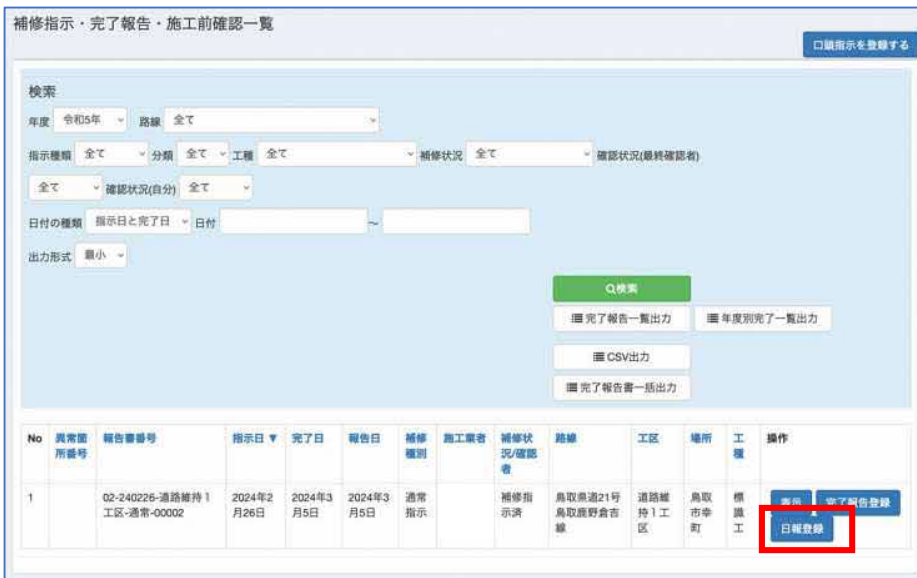 補修指示・完了報告・施工前確認一覧
口頭指示を登録する
検索
年度 令和5年 路線 全て
指示種類 全て 分類 全て 工種 全て 補修状況 全て 確認状況(最終確認者)
全て 確認状況(自分) 全て
日付の種類 指示日と完了日 日付 ～
出力形式 最小
検索
完了報告一覧出力 年度別完了一覧出力
CSV出力
完了報告書一括出力
No 異常箇所番号 報告書番号 指示日 ▼ 完了日 報告日 補修種別 施工業者 補修状況/確認者 路線 工区 場所 工種 操作
1 02-240226-道路維持1工区-通常-00002 2024年2月26日 2024年3月5日 2024年3月5日 通常指示 補修指示済 鳥取県道21号鳥取鹿野倉吉線 道路維持1工区 鳥取市幸町 標識工 表示 完了報告登録
日報登録